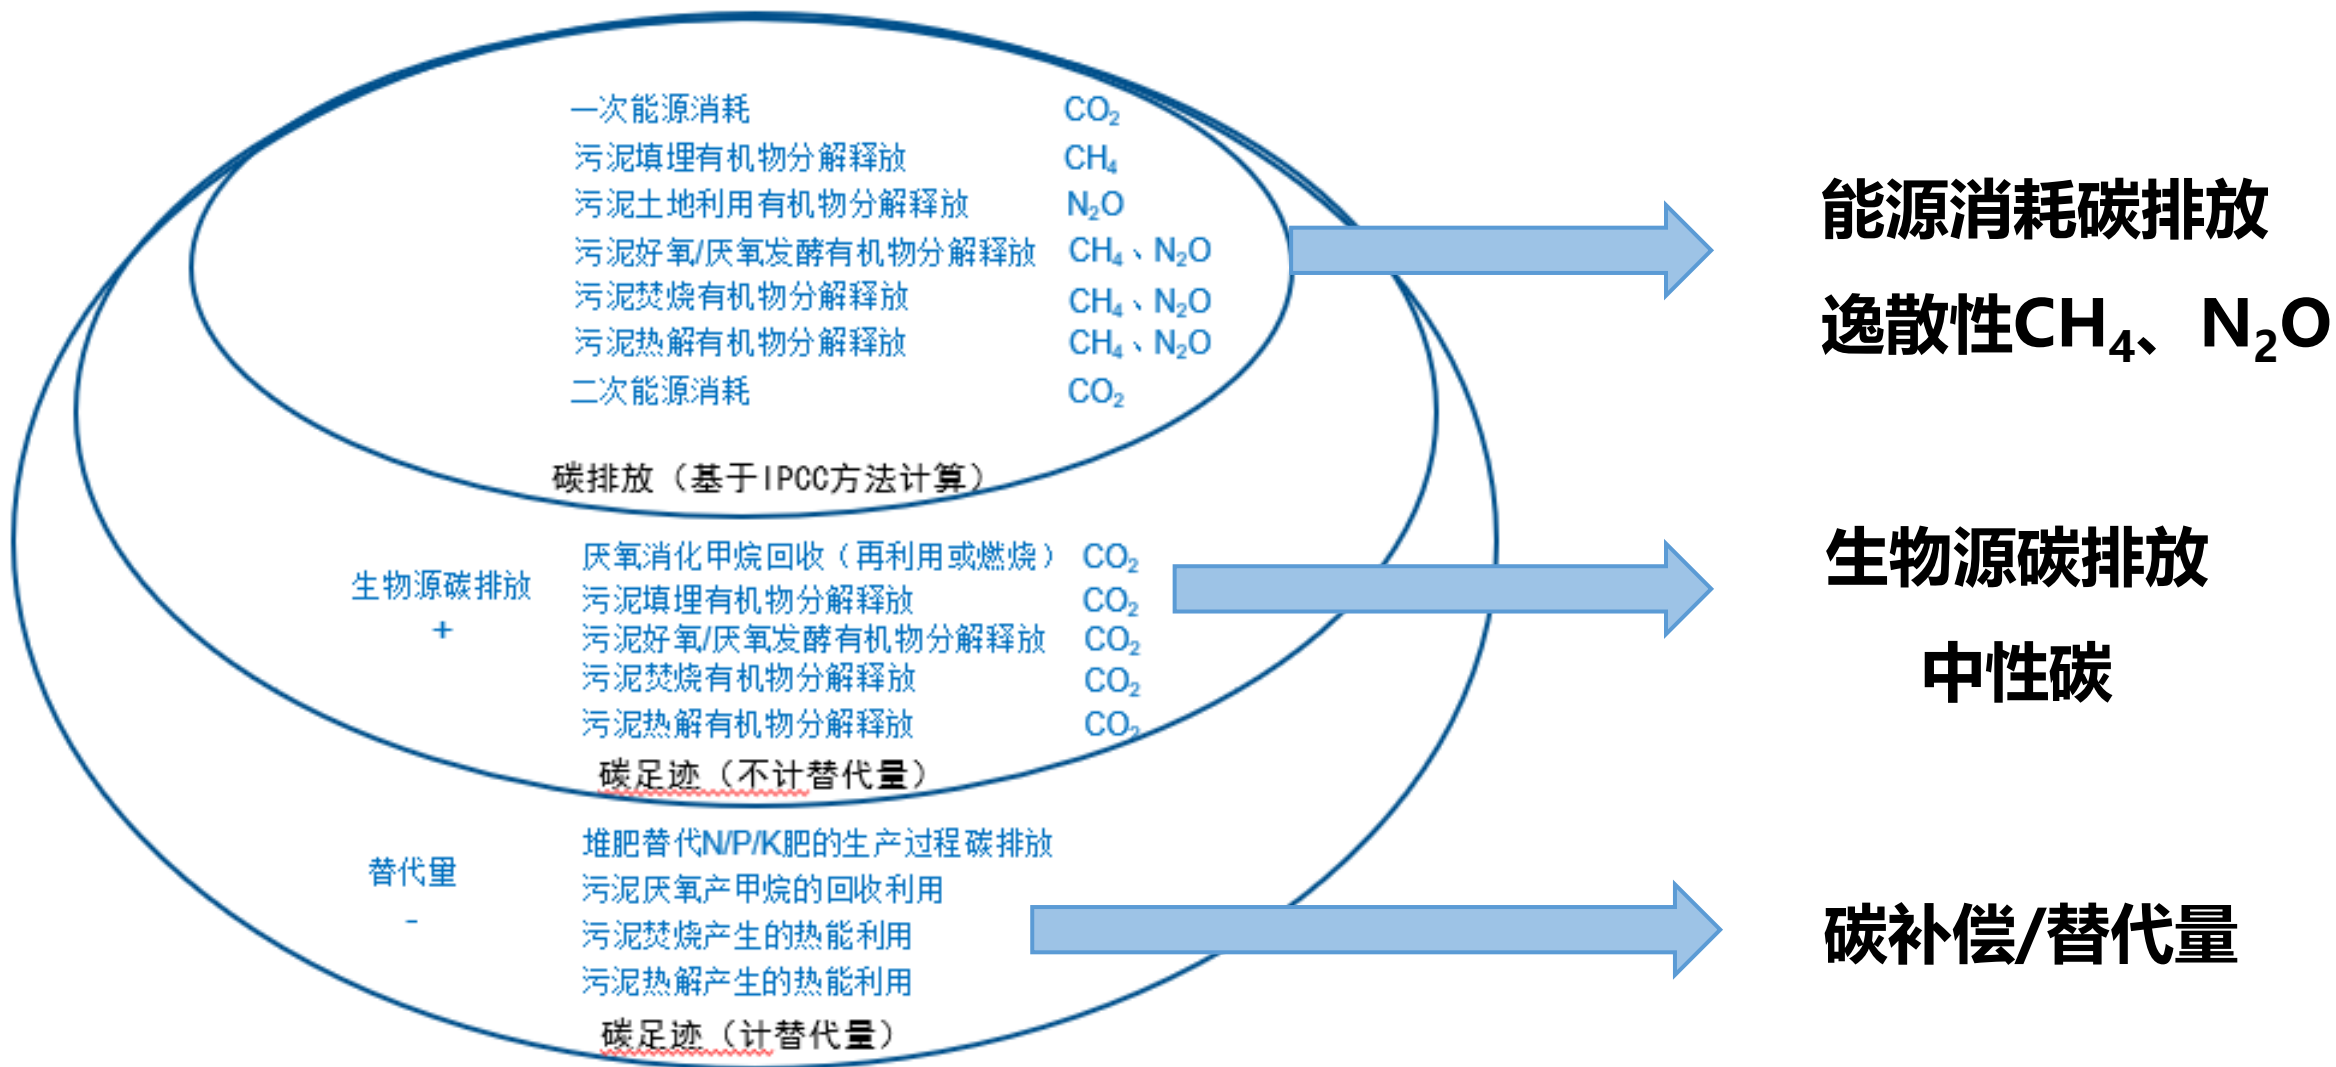 一次能源消耗 CO₂
污泥填埋有机物分解释放 CH₄
污泥土地利用有机物分解释放 N₂O
污泥好氧/厌氧发酵有机物分解释放 CH₄、N₂O
污泥焚烧有机物分解释放 CH₄、N₂O
污泥热解有机物分解释放 CH₄、N₂O
二次能源消耗 CO₂
碳排放（基于IPCC方法计算）
能源消耗碳排放
逸散性CH₄、N₂O
生物源碳排放
+
厌氧消化甲烷回收（再利用或燃烧） CO₂
污泥填埋有机物分解释放 CO₂
污泥好氧/厌氧发酵有机物分解释放 CO₂
污泥焚烧有机物分解释放 CO₂
污泥热解有机物分解释放 CO₂
碳足迹（不计替代量）
生物源碳排放
中性碳
替代量
-
堆肥替代N/P/K肥的生产过程碳排放
污泥厌氧产甲烷的回收利用
污泥焚烧产生的热能利用
污泥热解产生的热能利用
碳足迹（计替代量）
碳补偿/替代量